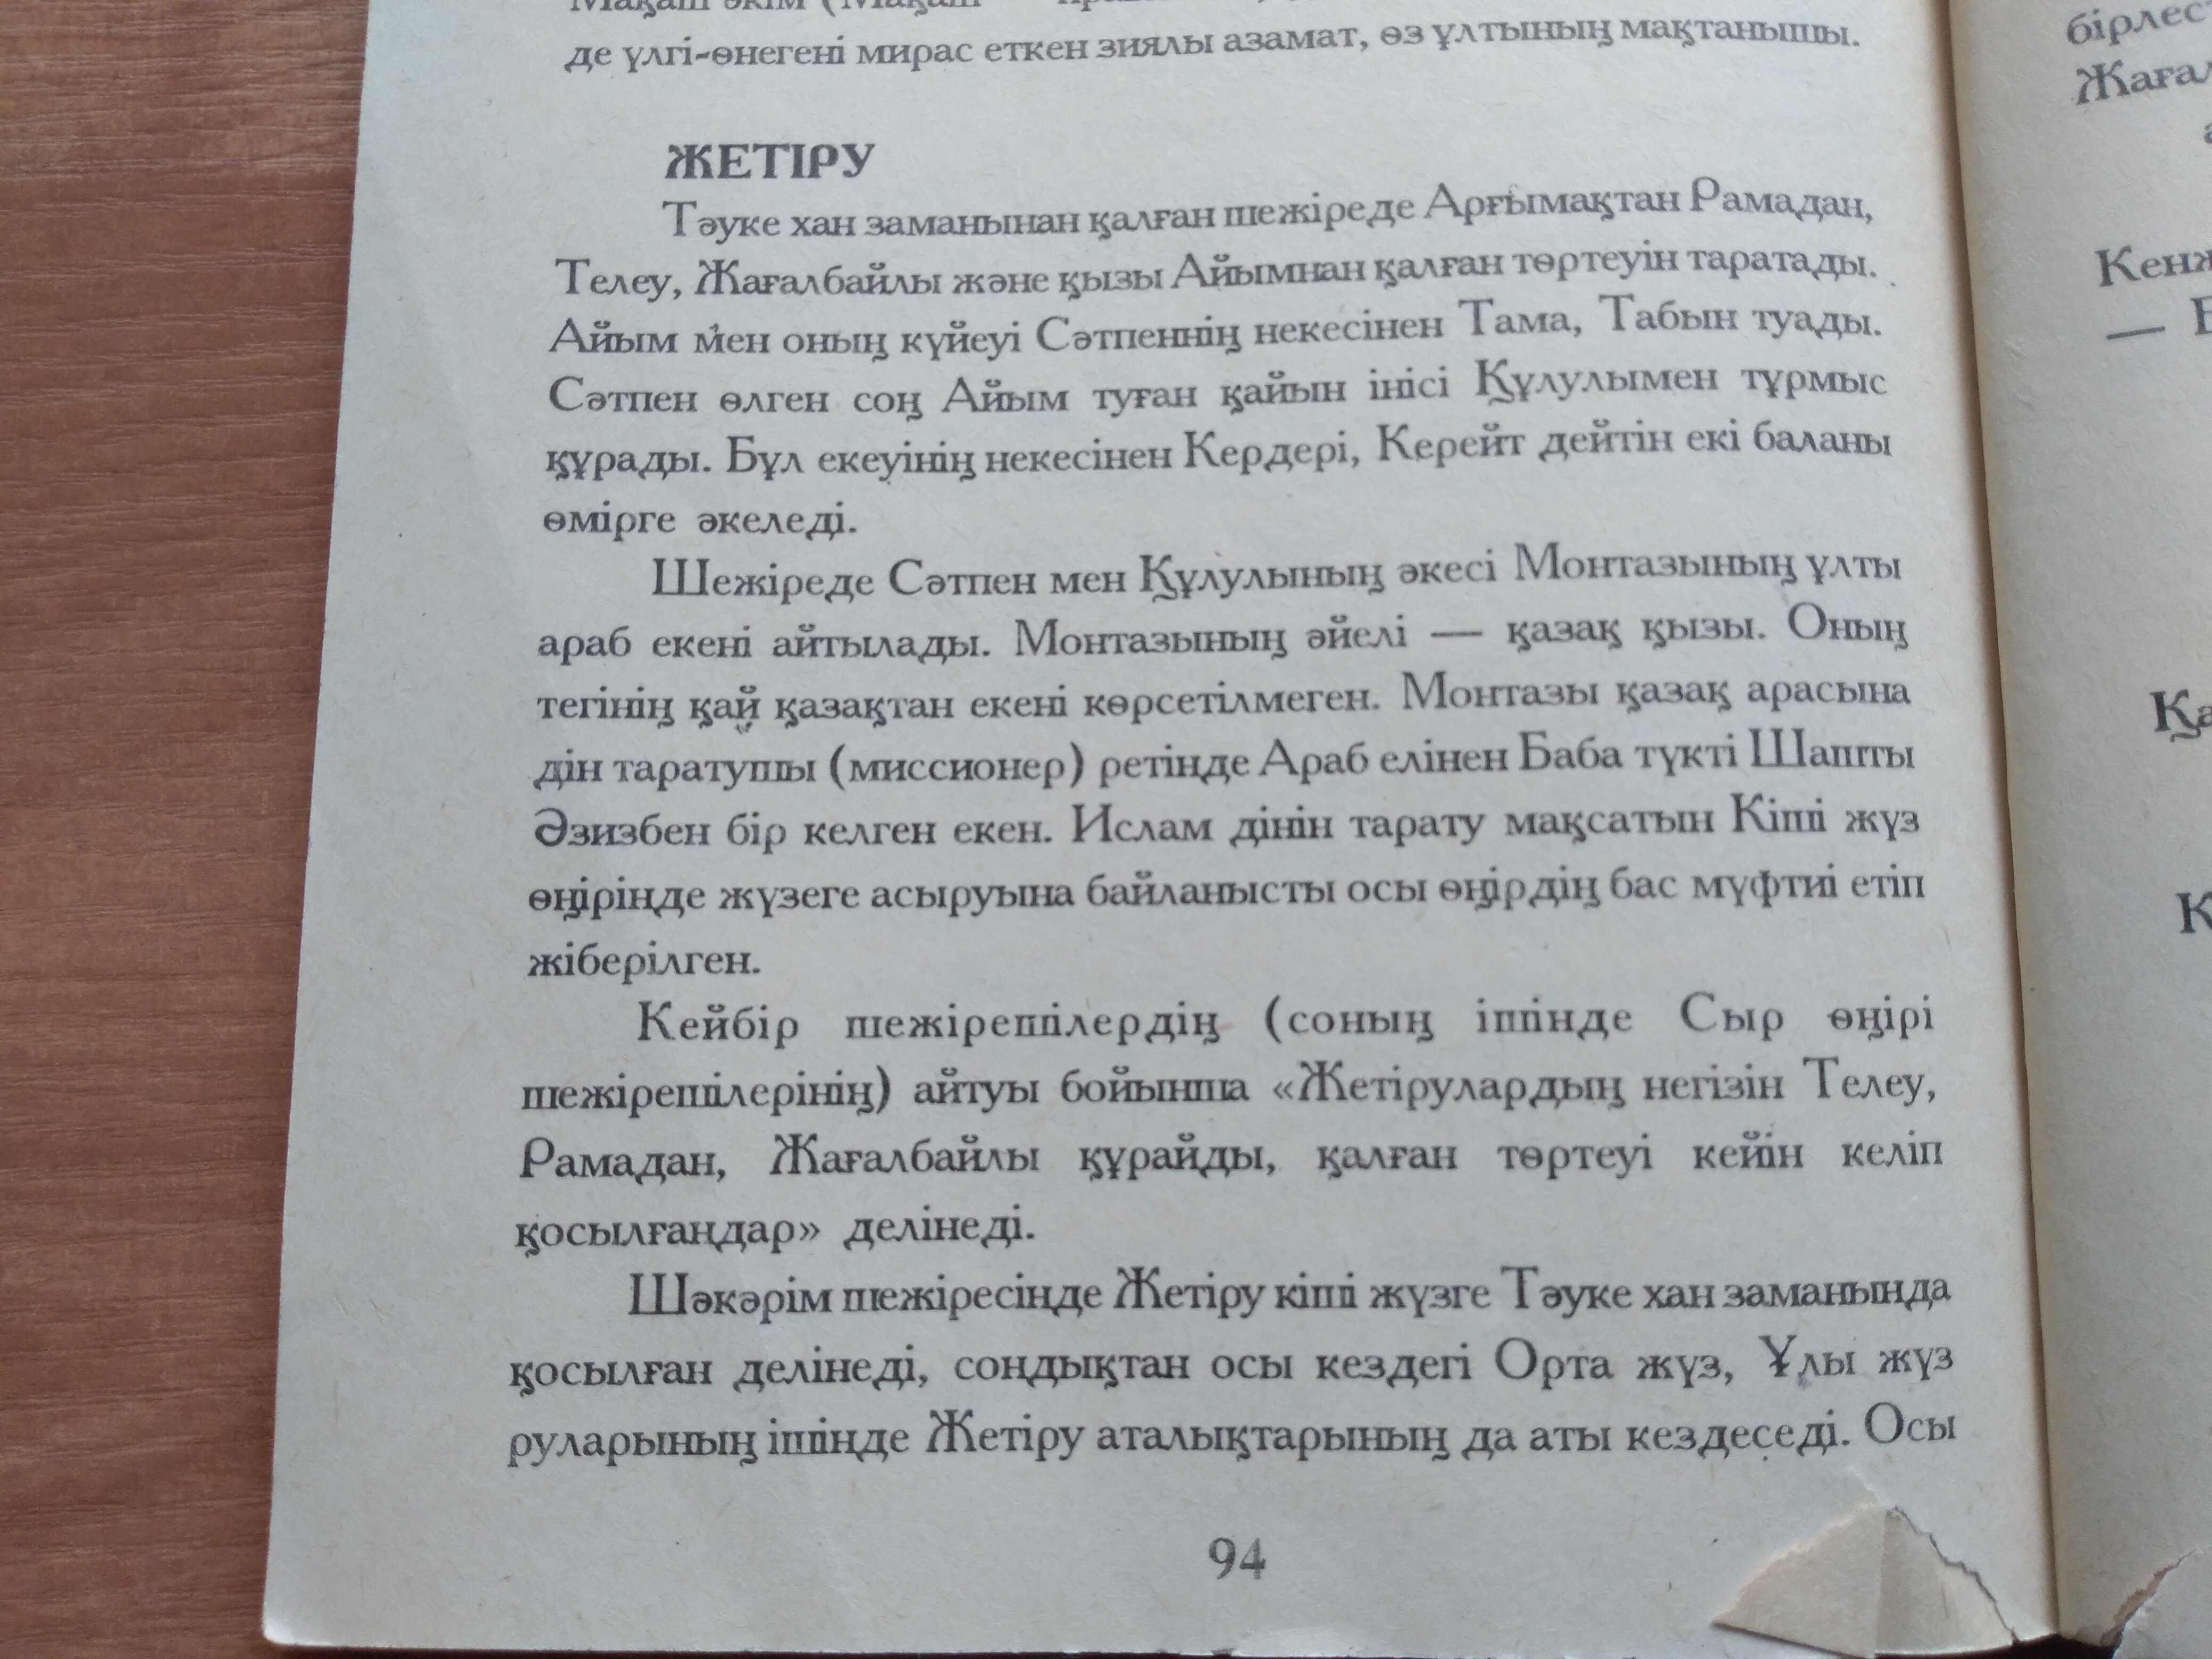 де үлгі-өнегені мирас еткен зиялы азамат, өз ұлтының мақтанышы.
ЖЕТІРУ
Тәуке хан заманынан қалған шежіреде Арғымақтан Рамадан,
Телеу, Жағалбайлы және қызы Айымнан қалған төртеуін таратады.
Айым мен оның күйеуі Сәтпеннің некесінен Тама, Табын туады.
Сәтпен өлген соң Айым туған қайын інісі Құлулымен тұрмыс
құрады. Бұл екеуінің некесінен Кердері, Керейт дейтін екі баланы
өмірге әкеледі.
Шежіреде Сәтпен мен Құлулының әкесі Монтазының ұлты
араб екені айтылады. Монтазының әйелі — қазақ қызы. Оның
тегінің қай қазақтан екені көрсетілмеген. Монтазы қазақ арасына
дін таратушы (миссионер) ретінде Араб елінен Баба түкті Шашты
Әзизбен бір келген екен. Ислам дінін тарату мақсатын Кіші жүз
өңірінде жүзеге асыруына байланысты осы өңірдің бас мүфтиі етіп
жіберілген.
Кейбір шежірешілердің (соның ішінде Сыр өңірі
шежірешілерінің) айтуы бойынша «Жетірулардың негізін Телеу,
Рамадан, Жағалбайлы құрайды, қалған төртеуі кейін келіп
қосылғандар» делінеді.
Шәкәрім шежіресінде Жетіру кіші жүзге Тәуке хан заманында
қосылған делінеді, сондықтан осы кездегі Орта жүз, Ұлы жүз
руларының ішінде Жетіру аталықтарының да аты кездеседі. Осы
94